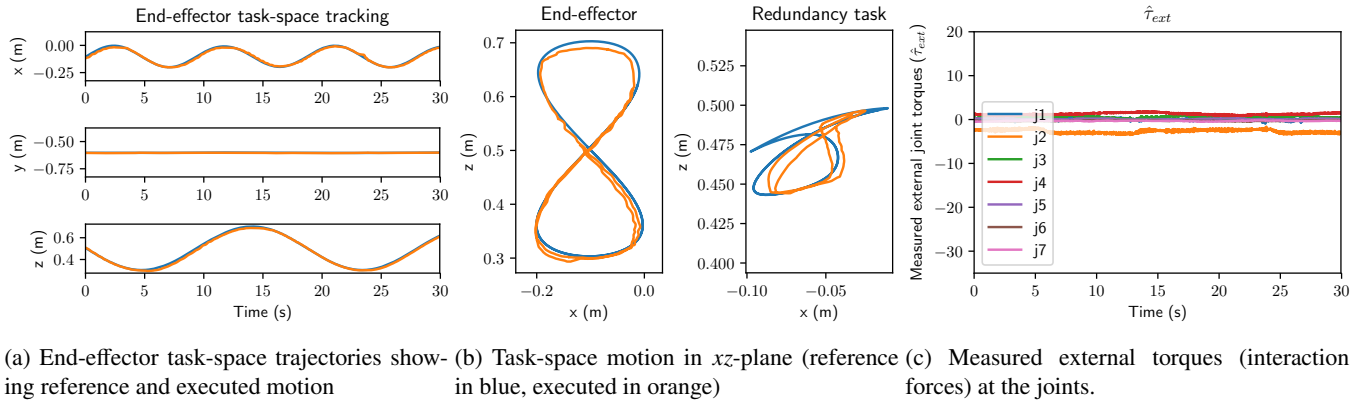 End-effector task-space tracking
x (m)
0.00
−0.25
0 5 10 15 20 25 30
y (m)
−0.50
−0.75
0 5 10 15 20 25 30
z (m)
0.6
0.4
0 5 10 15 20 25 30
Time (s)
End-effector
z (m)
0.7
0.6
0.5
0.4
0.3
−0.2 0.0
x (m)
Redundancy task
z (m)
0.525
0.500
0.475
0.450
0.425
0.400
−0.10 −0.05
x (m)
τ̂ext
Measured external joint torques (τ̂ext)
20
10
0
−10
−20
−30
j1
j2
j3
j4
j5
j6
j7
0 5 10 15 20 25 30
Time (s)
(a) End-effector task-space trajectories show-
ing reference and executed motion
(b) Task-space motion in xz-plane (reference
in blue, executed in orange)
(c) Measured external torques (interaction
forces) at the joints.